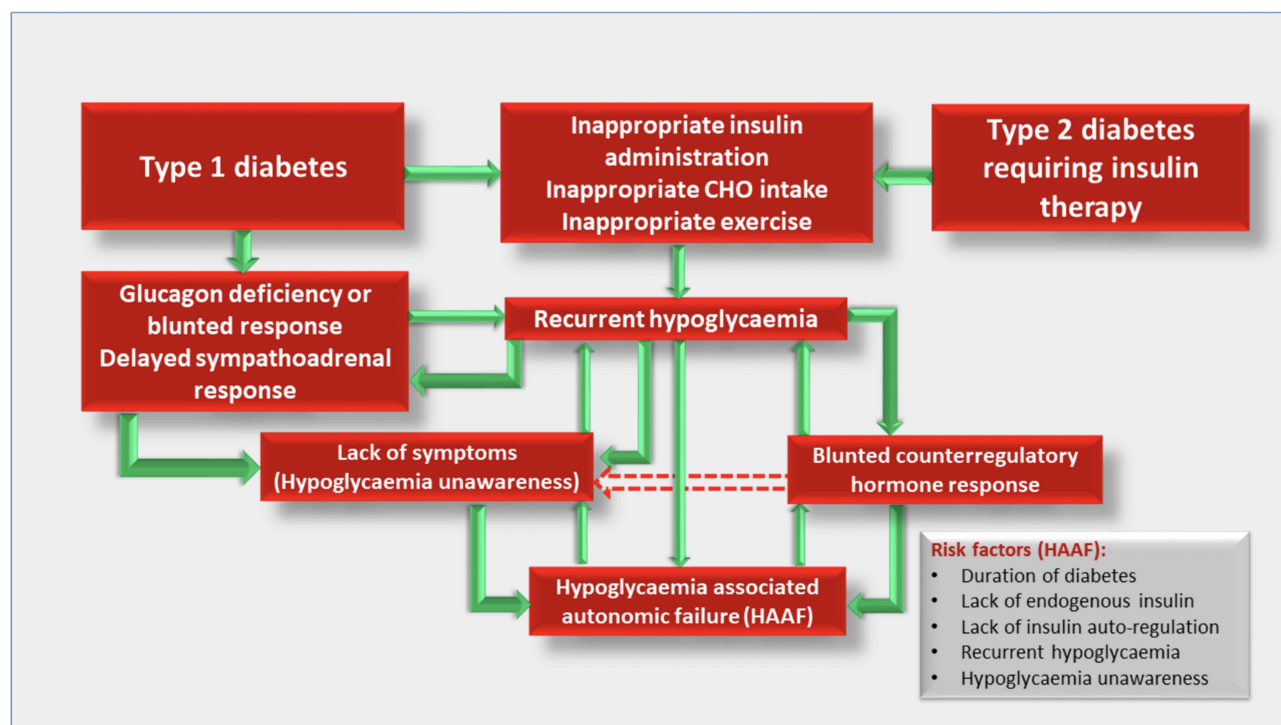 Type 1 diabetes
Inappropriate insulin
administration
Inappropriate CHO intake
Inappropriate exercise
Type 2 diabetes
requiring insulin
therapy
Glucagon deficiency or
blunted response
Delayed sympathoadrenal
response
Recurrent hypoglycaemia
Lack of symptoms
(Hypoglycaemia unawareness)
Blunted counterregulatory
hormone response
Hypoglycaemia associated
autonomic failure (HAAF)
Risk factors (HAAF):
• Duration of diabetes
• Lack of endogenous insulin
• Lack of insulin auto-regulation
• Recurrent hypoglycaemia
• Hypoglycaemia unawareness